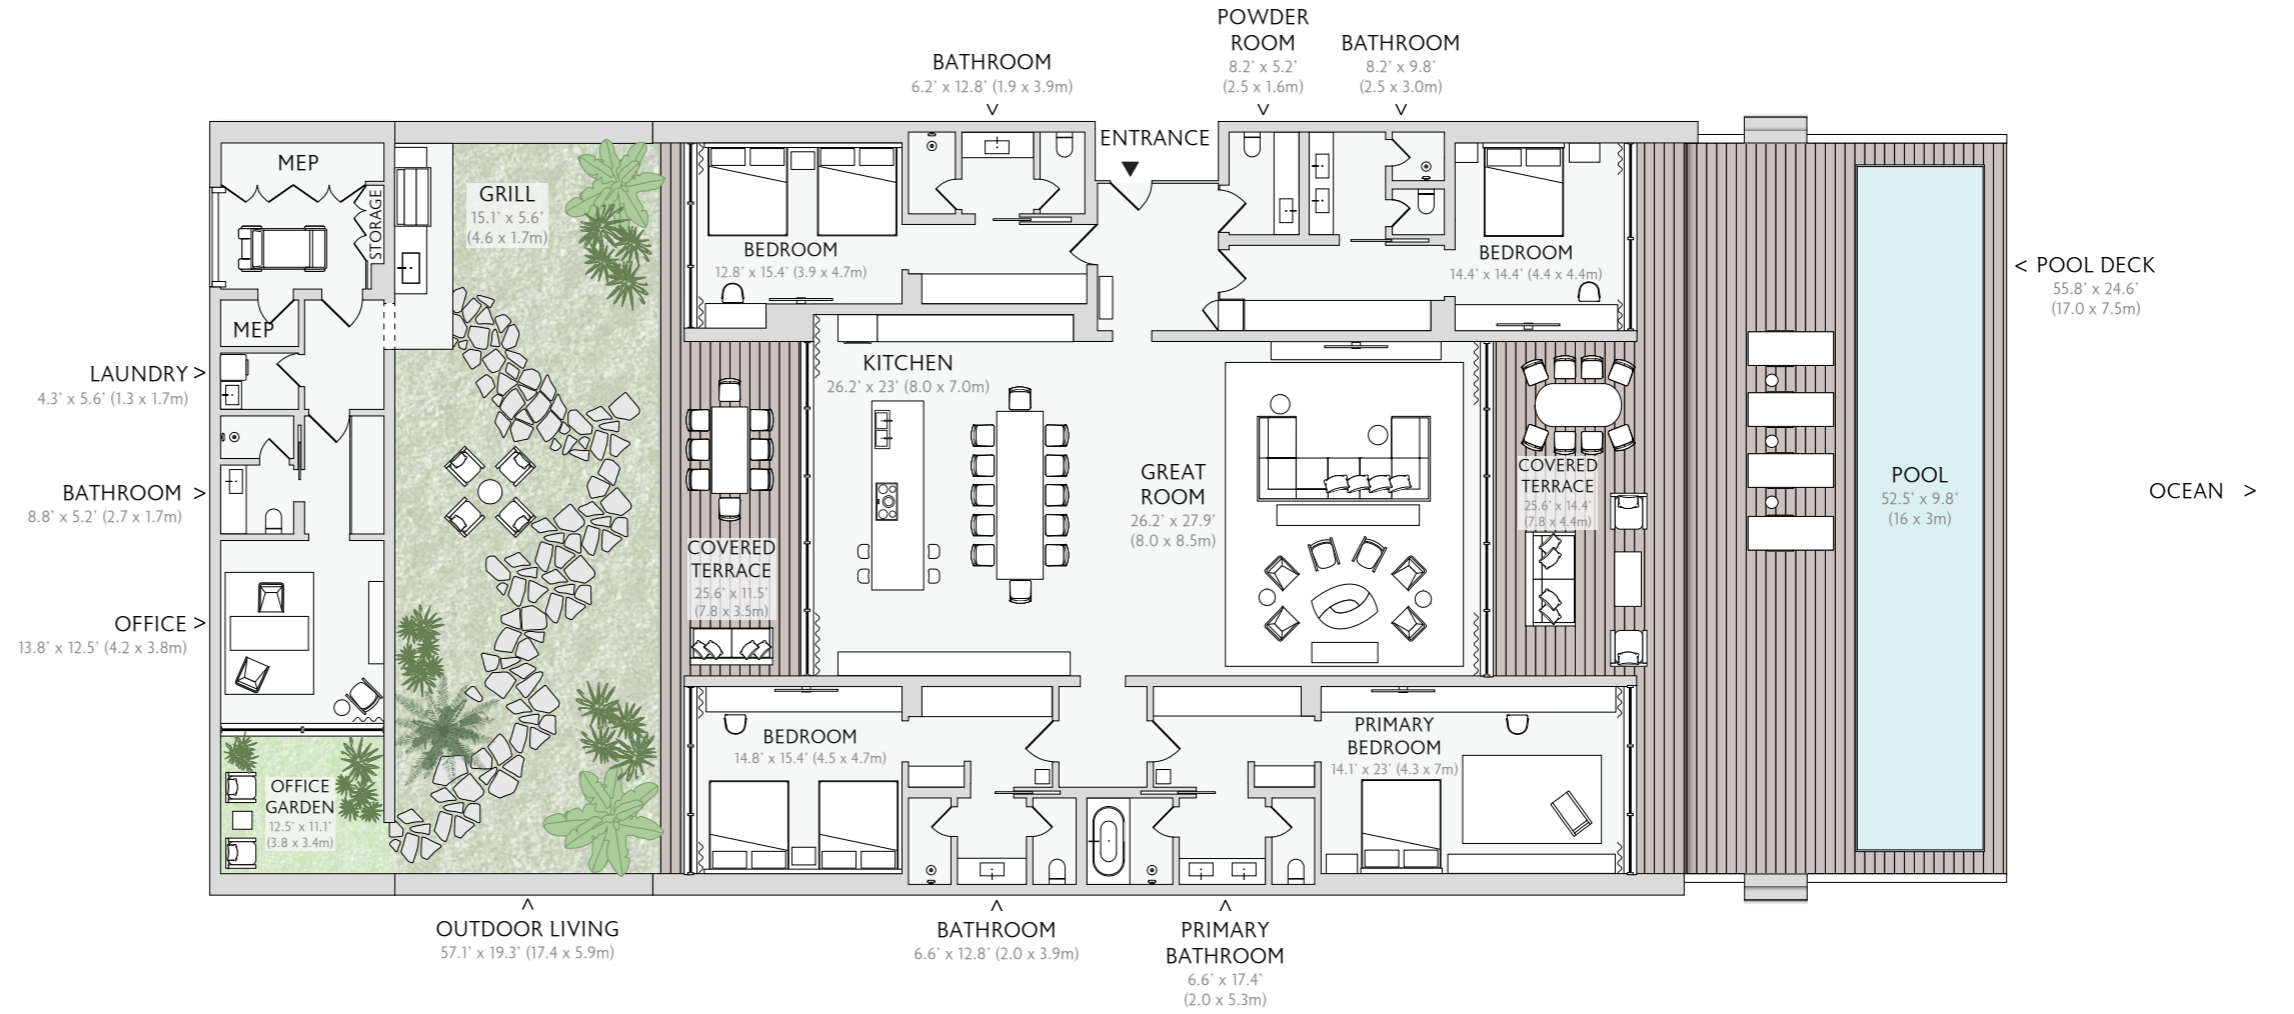 POWDER
ROOM
8.2' x 5.2'
(2.5 x 1.6m)
BATHROOM
8.2' x 9.8'
(2.5 x 3.0m)
BATHROOM
6.2' x 12.8' (1.9 x 3.9m)
ENTRANCE
MEP
STORAGE
GRILL
15.1' x 5.6'
(4.6 x 1.7m)
BEDROOM
12.8' x 15.4' (3.9 x 4.7m)
BEDROOM
14.4' x 14.4' (4.4 x 4.4m)
< POOL DECK
55.8' x 24.6'
(17.0 x 7.5m)
MEP
LAUNDRY >
4.3' x 5.6' (1.3 x 1.7m)
KITCHEN
26.2' x 23' (8.0 x 7.0m)
GREAT
ROOM
26.2' x 27.9'
(8.0 x 8.5m)
COVERED
TERRACE
25.6' x 14.4'
(7.8 x 4.4m)
POOL
52.5' x 9.8'
(16 x 3m)
OCEAN >
BATHROOM >
8.8' x 5.2' (2.7 x 1.7m)
COVERED
TERRACE
25.6' x 11.5'
(7.8 x 3.5m)
OFFICE >
13.8' x 12.5' (4.2 x 3.8m)
BEDROOM
14.8' x 15.4' (4.5 x 4.7m)
PRIMARY
BEDROOM
14.1' x 23' (4.3 x 7m)
OFFICE
GARDEN
12.5' x 11.1'
(3.8 x 3.4m)
OUTDOOR LIVING
57.1' x 19.3' (17.4 x 5.9m)
BATHROOM
6.6' x 12.8' (2.0 x 3.9m)
PRIMARY
BATHROOM
6.6' x 17.4'
(2.0 x 5.3m)